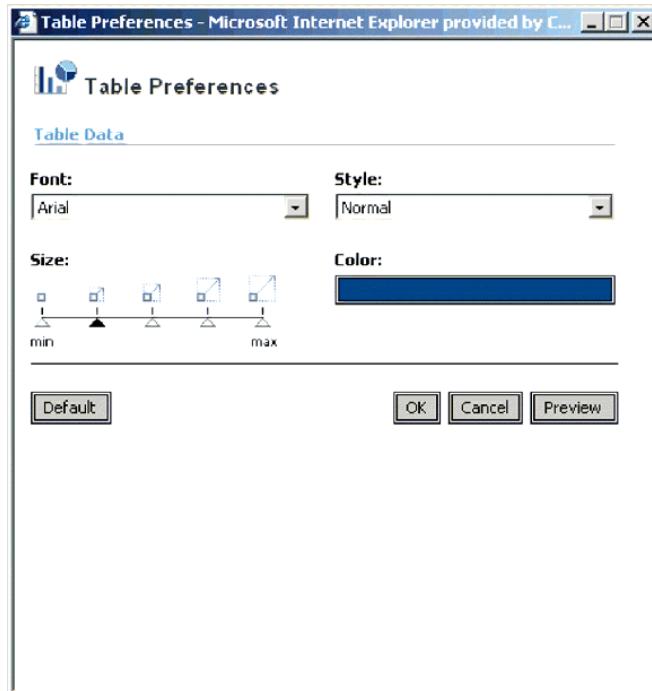 Table Preferences - Microsoft Internet Explorer provided by C...
Table Preferences
Table Data
Font: Style:
Arial Normal
Size: Color:
min max
Default OK Cancel Preview